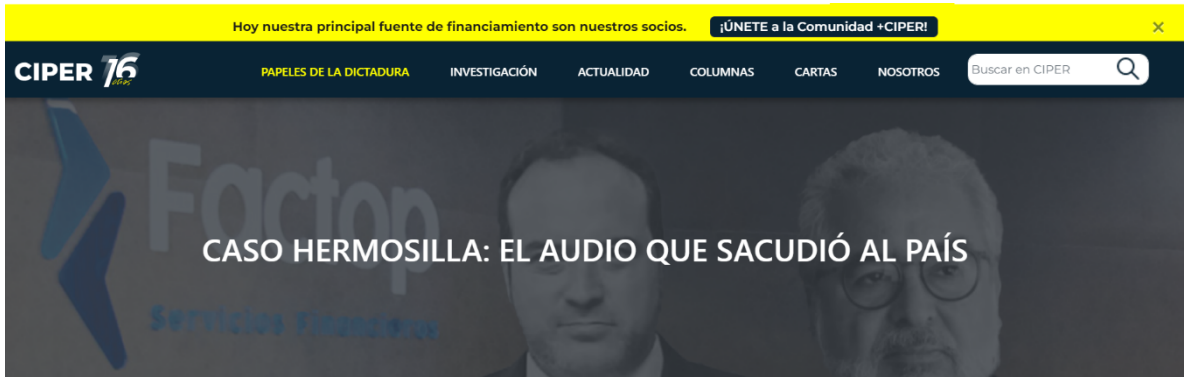 Hoy nuestra principal fuente de financiamiento son nuestros socios. ¡ÚNETE a la Comunidad +CIPER! ×
CIPER 16 años PAPELES DE LA DICTADURA INVESTIGACIÓN ACTUALIDAD COLUMNAS CARTAS NOSOTROS Buscar en CIPER
Factop
CASO HERMOSILLA: EL AUDIO QUE SACUDIÓ AL PAÍS
Servicios Financieros